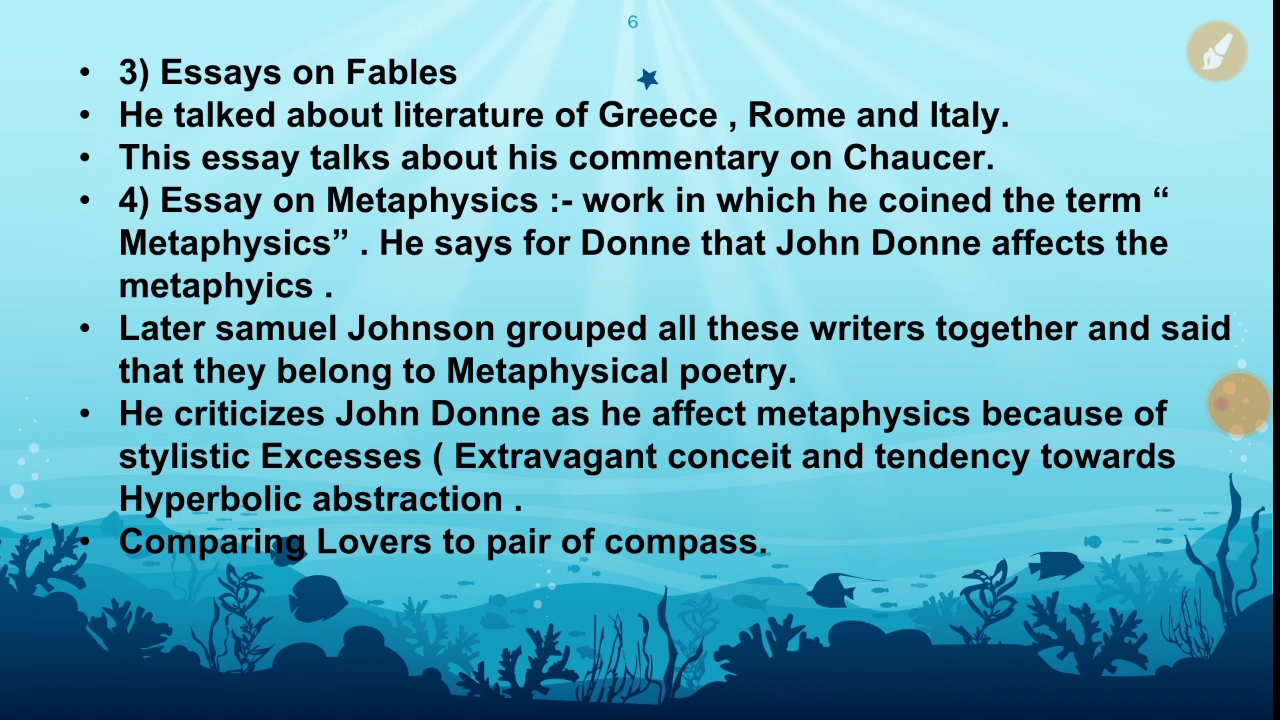 6
• 3) Essays on Fables
• He talked about literature of Greece , Rome and Italy.
• This essay talks about his commentary on Chaucer.
• 4) Essay on Metaphysics :- work in which he coined the term “
Metaphysics” . He says for Donne that John Donne affects the
metaphyics .
• Later samuel Johnson grouped all these writers together and said
that they belong to Metaphysical poetry.
• He criticizes John Donne as he affect metaphysics because of
stylistic Excesses ( Extravagant conceit and tendency towards
Hyperbolic abstraction .
• Comparing Lovers to pair of compass.